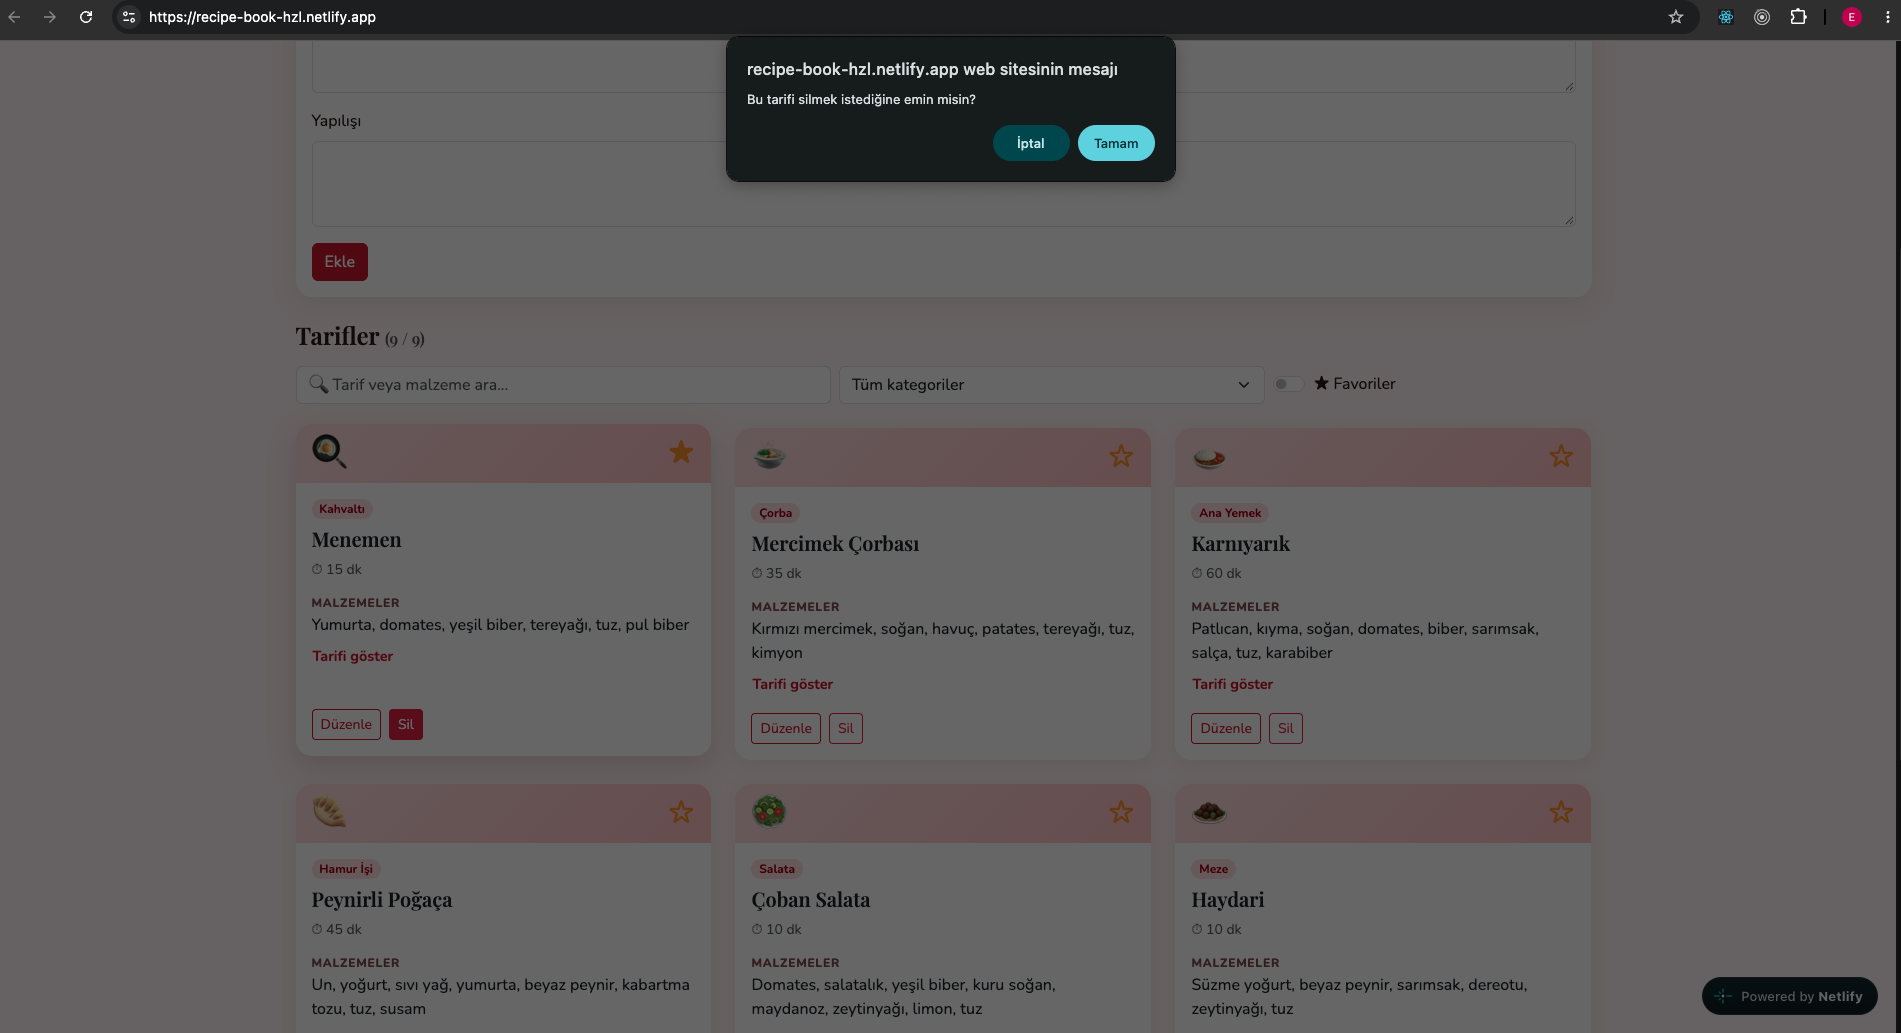 https://recipe-book-hzl.netlify.app
E
recipe-book-hzl.netlify.app web sitesinin mesajı
Bu tarifi silmek istediğine emin misin?
İptal
Tamam
Yapılışı
Ekle
Tarifler (9 / 9)
Tarif veya malzeme ara...
Tüm kategoriler
Favoriler
Kahvaltı
Menemen
15 dk
MALZEMELER
Yumurta, domates, yeşil biber, tereyağı, tuz, pul biber
Tarifi göster
Düzenle
Sil
Çorba
Mercimek Çorbası
35 dk
MALZEMELER
Kırmızı mercimek, soğan, havuç, patates, tereyağı, tuz,
kimyon
Tarifi göster
Düzenle
Sil
Ana Yemek
Karnıyarık
60 dk
MALZEMELER
Patlıcan, kıyma, soğan, domates, biber, sarımsak,
salça, tuz, karabiber
Tarifi göster
Düzenle
Sil
Hamur İşi
Peynirli Poğaça
45 dk
MALZEMELER
Un, yoğurt, sıvı yağ, yumurta, beyaz peynir, kabartma
tozu, tuz, susam
Salata
Çoban Salata
10 dk
MALZEMELER
Domates, salatalık, yeşil biber, kuru soğan,
maydanoz, zeytinyağı, limon, tuz
Meze
Haydari
10 dk
MALZEMELER
Süzme yoğurt, beyaz peynir, sarımsak, dereotu,
zeytinyağı, tuz
Powered by Netlify